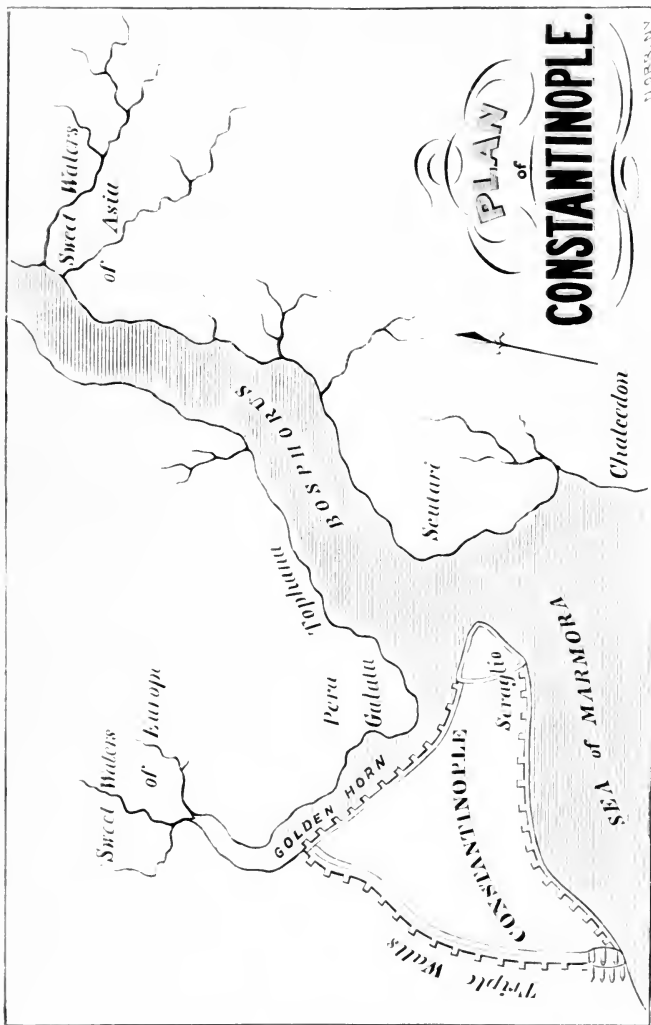 PLAN
of
CONSTANTINOPLE.
Sweet Waters
of Europe
Sweet Waters
of Asia
BOSPHORUS
Tophana
Pera
Galata
GOLDEN HORN
Scutari
Chalcedon
Seraglio
CONSTANTINOPLE
Triple Walls
SEA of MARMORA